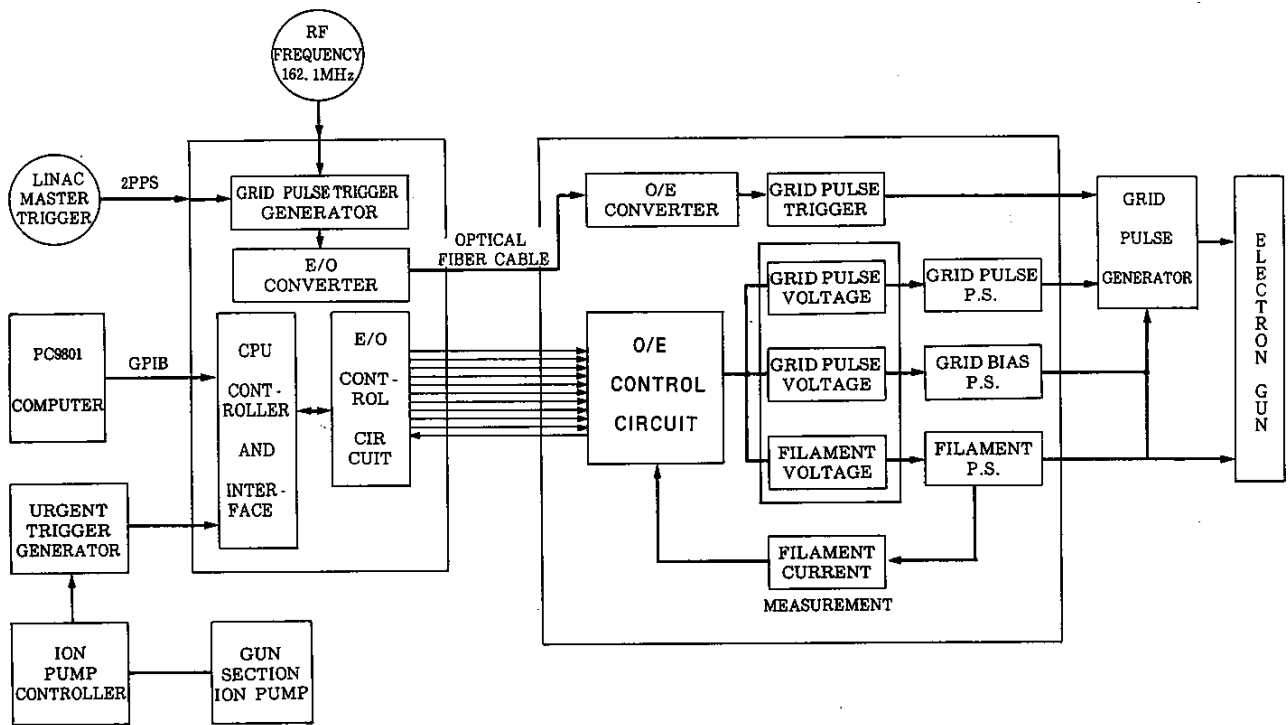 RF
FREQUENCY
162.1MHz
LINAC
MASTER
TRIGGER
2PPS
GRID PULSE TRIGGER
GENERATOR
E/O
CONVERTER
OPTICAL
FIBER CABLE
O/E
CONVERTER
GRID PULSE
TRIGGER
GRID
PULSE
GENERATOR
ELECTRON GUN
PC9801
COMPUTER
GPIB
CPU
CONT-
ROLLER
AND
INTER-
FACE
E/O
CONT-
ROL
CIR
CUIT
O/E
CONTROL
CIRCUIT
GRID PULSE
VOLTAGE
GRID PULSE
P.S.
GRID PULSE
VOLTAGE
GRID BIAS
P.S.
FILAMENT
VOLTAGE
FILAMENT
P.S.
FILAMENT
CURRENT
MEASUREMENT
URGENT
TRIGGER
GENERATOR
ION
PUMP
CONTROLLER
GUN
SECTION
ION PUMP